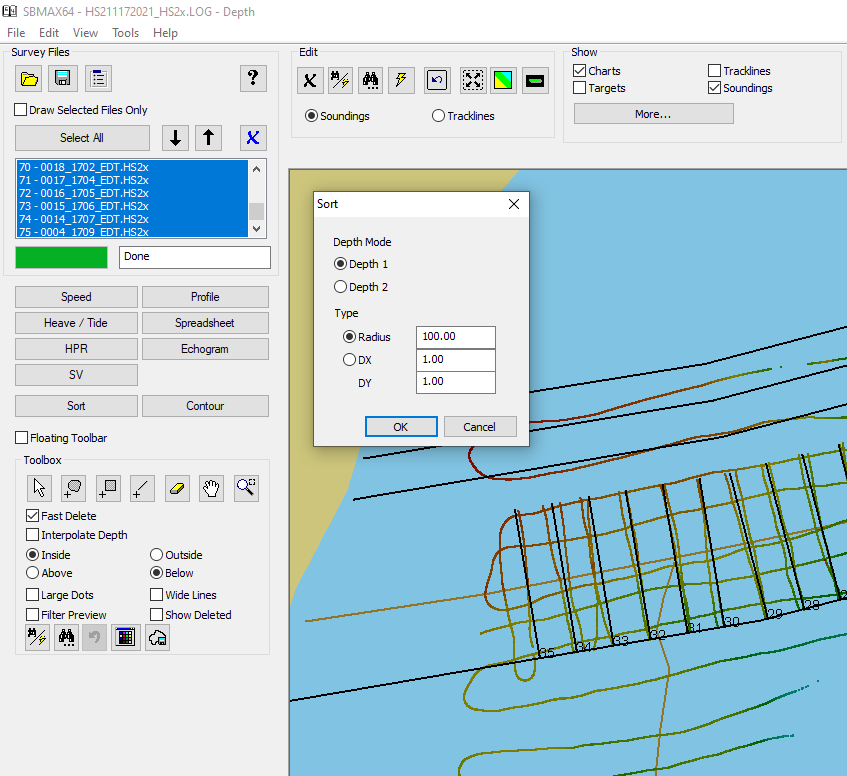 SBMAX64 - HS211172021_HS2x.LOG - Depth
File Edit View Tools Help
Survey Files
?
Draw Selected Files Only
Select All
X
70 - 0018_1702_EDT.HS2x
71 - 0017_1704_EDT.HS2x
72 - 0016_1705_EDT.HS2x
73 - 0015_1706_EDT.HS2x
74 - 0014_1707_EDT.HS2x
75 - 0004_1709_EDT.HS2x
Done
Speed Profile
Heave / Tide Spreadsheet
HPR Echogram
SV
Sort Contour
Floating Toolbar
Toolbox
Fast Delete
Interpolate Depth
Inside Outside
Above Below
Large Dots Wide Lines
Filter Preview Show Deleted
Edit
X
Soundings Tracklines
Show
Charts Tracklines
Targets Soundings
More...
Sort
Depth Mode
Depth 1
Depth 2
Type
Radius 100.00
DX 1.00
DY 1.00
OK Cancel
35 34 33 32 31 30 29 28